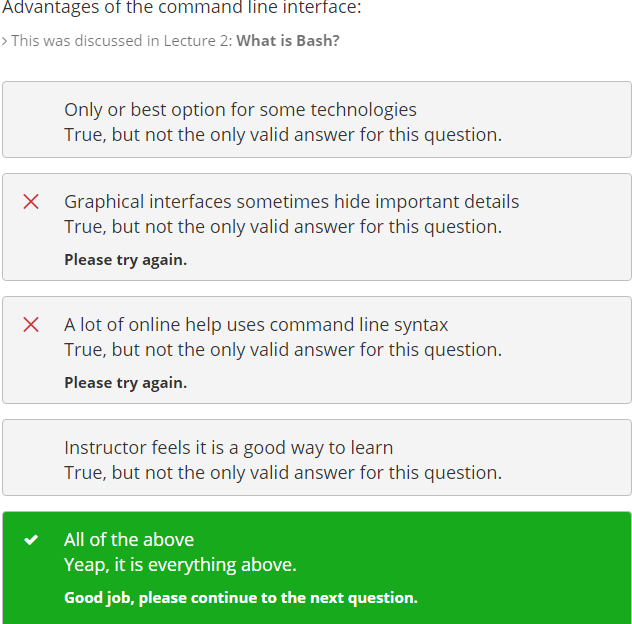 Advantages of the command line interface:
› This was discussed in Lecture 2: What is Bash?
Only or best option for some technologies
True, but not the only valid answer for this question.
Graphical interfaces sometimes hide important details
True, but not the only valid answer for this question.
Please try again.
A lot of online help uses command line syntax
True, but not the only valid answer for this question.
Please try again.
Instructor feels it is a good way to learn
True, but not the only valid answer for this question.
All of the above
Yeap, it is everything above.
Good job, please continue to the next question.